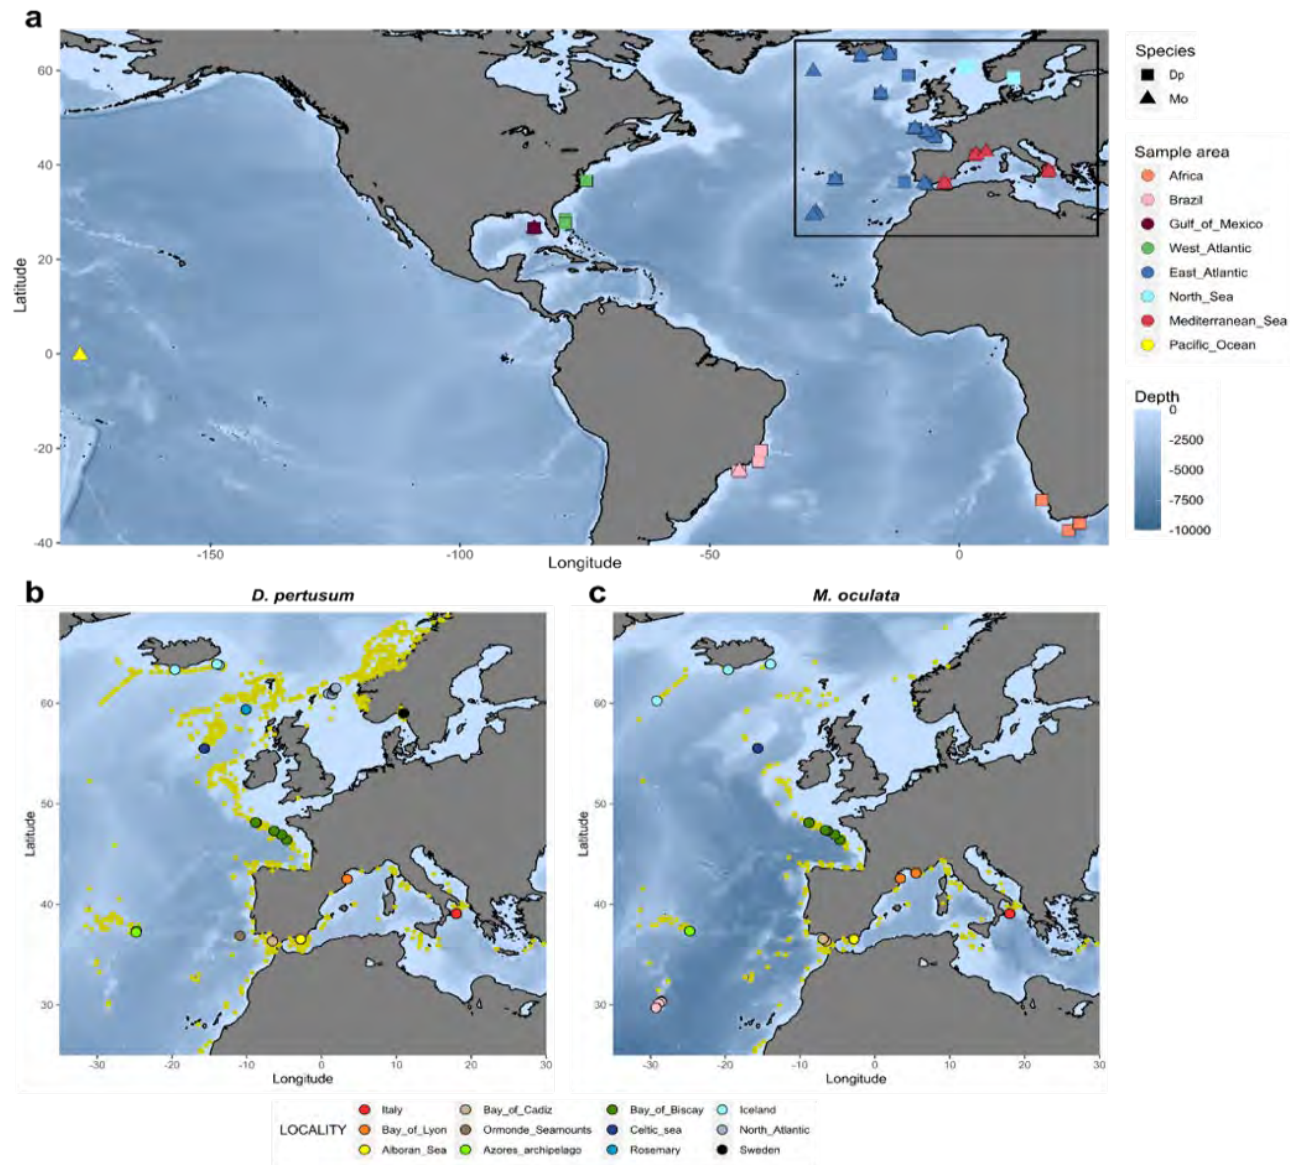 a
60
40
20
0
-20
-40
Latitude
-150
-100
-50
0
Longitude
Species
Dp
Mo
Sample area
Africa
Brazil
Gulf_of_Mexico
West_Atlantic
East_Atlantic
North_Sea
Mediterranean_Sea
Pacific_Ocean
Depth
0
-2500
-5000
-7500
-10000
b
D. pertusum
60
50
40
30
Latitude
-30 -20 -10 0 10 20 30
Longitude
c
M. oculata
60
50
40
30
Latitude
-30 -20 -10 0 10 20 30
Longitude
LOCALITY
Italy Bay_of_Cadiz Bay_of_Biscay Iceland
Bay_of_Lyon Ormonde_Seamounts Celtic_sea North_Atlantic
Alboran_Sea Azores_archipelago Rosemary Sweden